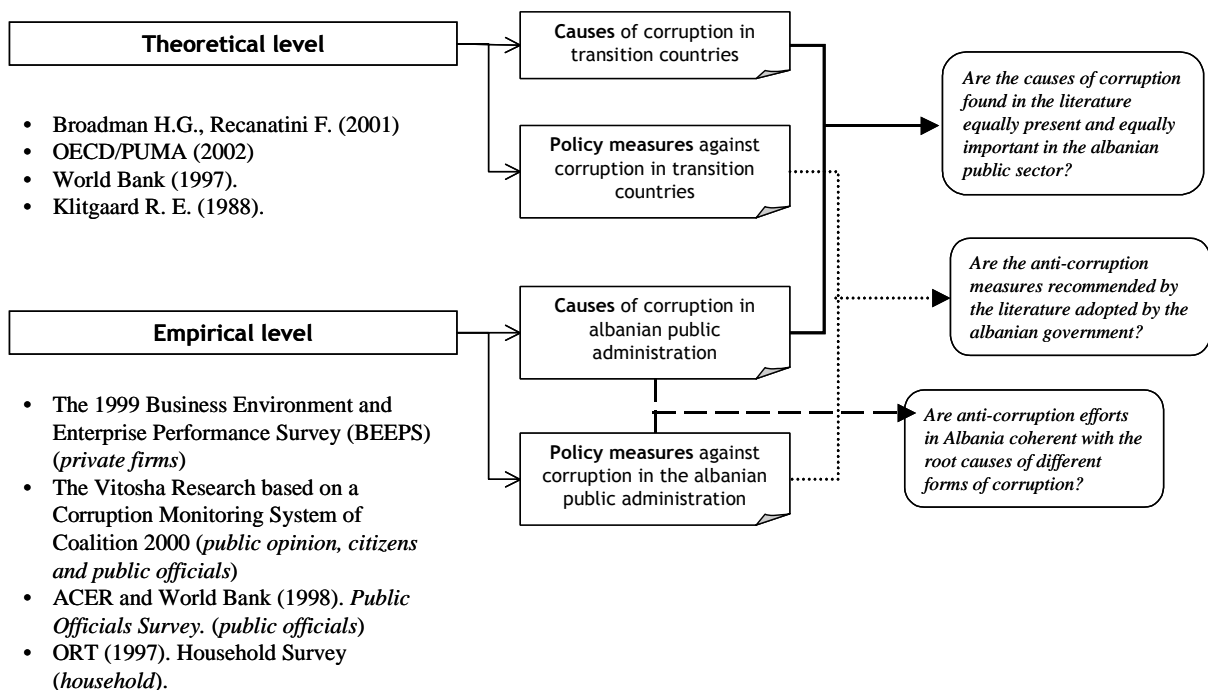 Theoretical level
• Broadman H.G., Recanatini F. (2001)
• OECD/PUMA (2002)
• World Bank (1997).
• Klitgaard R. E. (1988).
Causes of corruption in
transition countries
Policy measures against
corruption in transition
countries
Are the causes of corruption
found in the literature
equally present and equally
important in the albanian
public sector?
Are the anti-corruption
measures recommended by
the literature adopted by the
albanian government?
Empirical level
• The 1999 Business Environment and
Enterprise Performance Survey (BEEPS)
(private firms)
• The Vitosha Research based on a
Corruption Monitoring System of
Coalition 2000 (public opinion, citizens
and public officials)
• ACER and World Bank (1998). Public
Officials Survey. (public officials)
• ORT (1997). Household Survey
(household).
Causes of corruption in
albanian public
administration
Policy measures against
corruption in the albanian
public administration
Are anti-corruption efforts
in Albania coherent with the
root causes of different
forms of corruption?